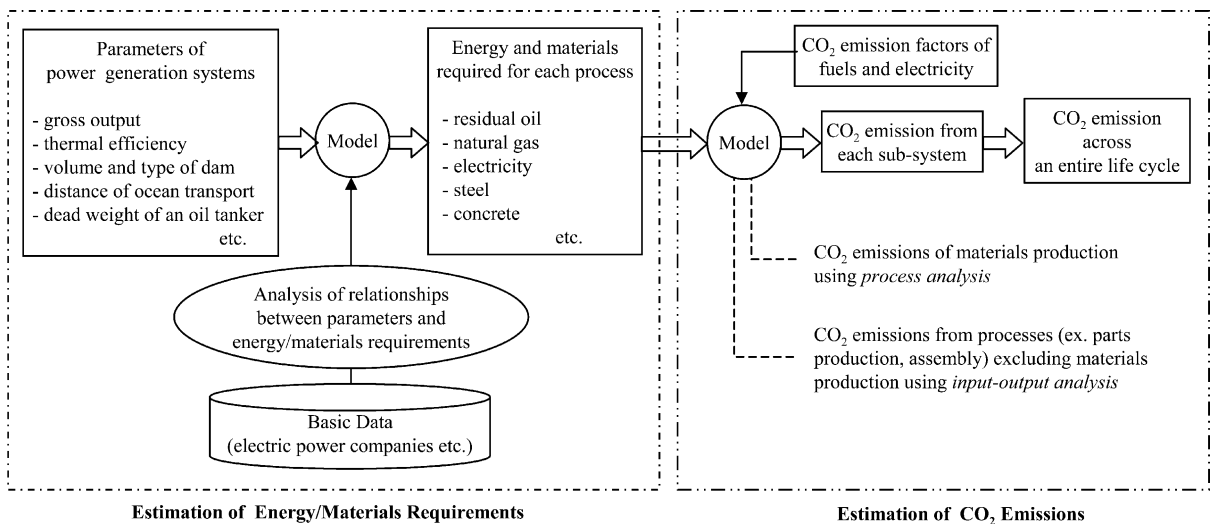 Parameters of
power generation systems
- gross output
- thermal efficiency
- volume and type of dam
- distance of ocean transport
- dead weight of an oil tanker
etc.
Model
Energy and materials
required for each process
- residual oil
- natural gas
- electricity
- steel
- concrete
etc.
Analysis of relationships
between parameters and
energy/materials requirements
Basic Data
(electric power companies etc.)
Estimation of Energy/Materials Requirements
CO₂ emission factors of
fuels and electricity
Model
CO₂ emission from
each sub-system
CO₂ emission
across
an entire life cycle
CO₂ emissions of materials production
using process analysis
CO₂ emissions from processes (ex. parts
production, assembly) excluding materials
production using input-output analysis
Estimation of CO₂ Emissions